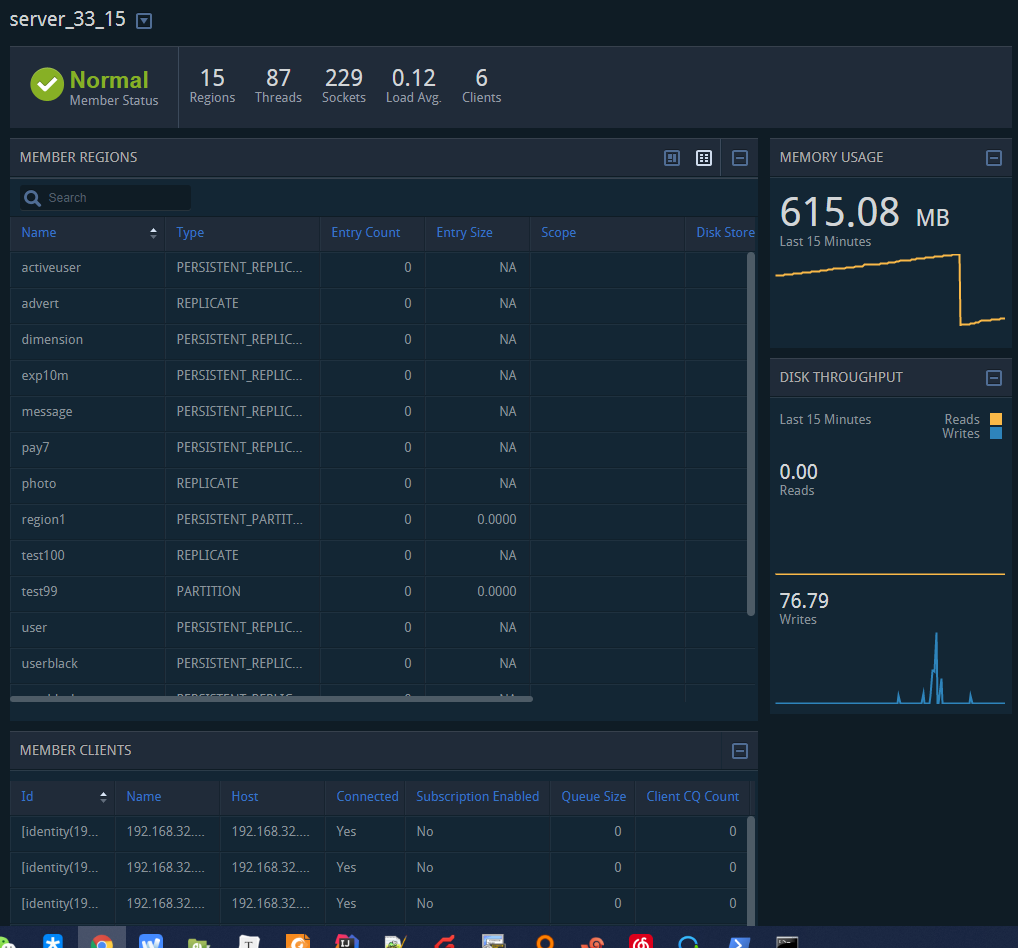 server_33_15
Normal
Member Status
15 87 229 0.12 6
Regions Threads Sockets Load Avg. Clients
MEMBER REGIONS
Search
Name Type Entry Count Entry Size Scope Disk Store
activeuser PERSISTENT_REPLIC... 0 NA
advert REPLICATE 0 NA
dimension PERSISTENT_REPLIC... 0 NA
exp10m PERSISTENT_REPLIC... 0 NA
message PERSISTENT_REPLIC... 0 NA
pay7 PERSISTENT_REPLIC... 0 NA
photo REPLICATE 0 NA
region1 PERSISTENT_PARTIT... 0 0.0000
test100 REPLICATE 0 NA
test99 PARTITION 0 0.0000
user PERSISTENT_REPLIC... 0 NA
userblack PERSISTENT_REPLIC... 0 NA
MEMORY USAGE
615.08 MB
Last 15 Minutes
DISK THROUGHPUT
Last 15 Minutes Reads
Writes
0.00
Reads
76.79
Writes
MEMBER CLIENTS
Id Name Host Connected Subscription Enabled Queue Size Client CQ Count
[identity(19... 192.168.32.... 192.168.32.... Yes No 0 0
[identity(19... 192.168.32.... 192.168.32.... Yes No 0 0
[identity(19... 192.168.32.... 192.168.32.... Yes No 0 0